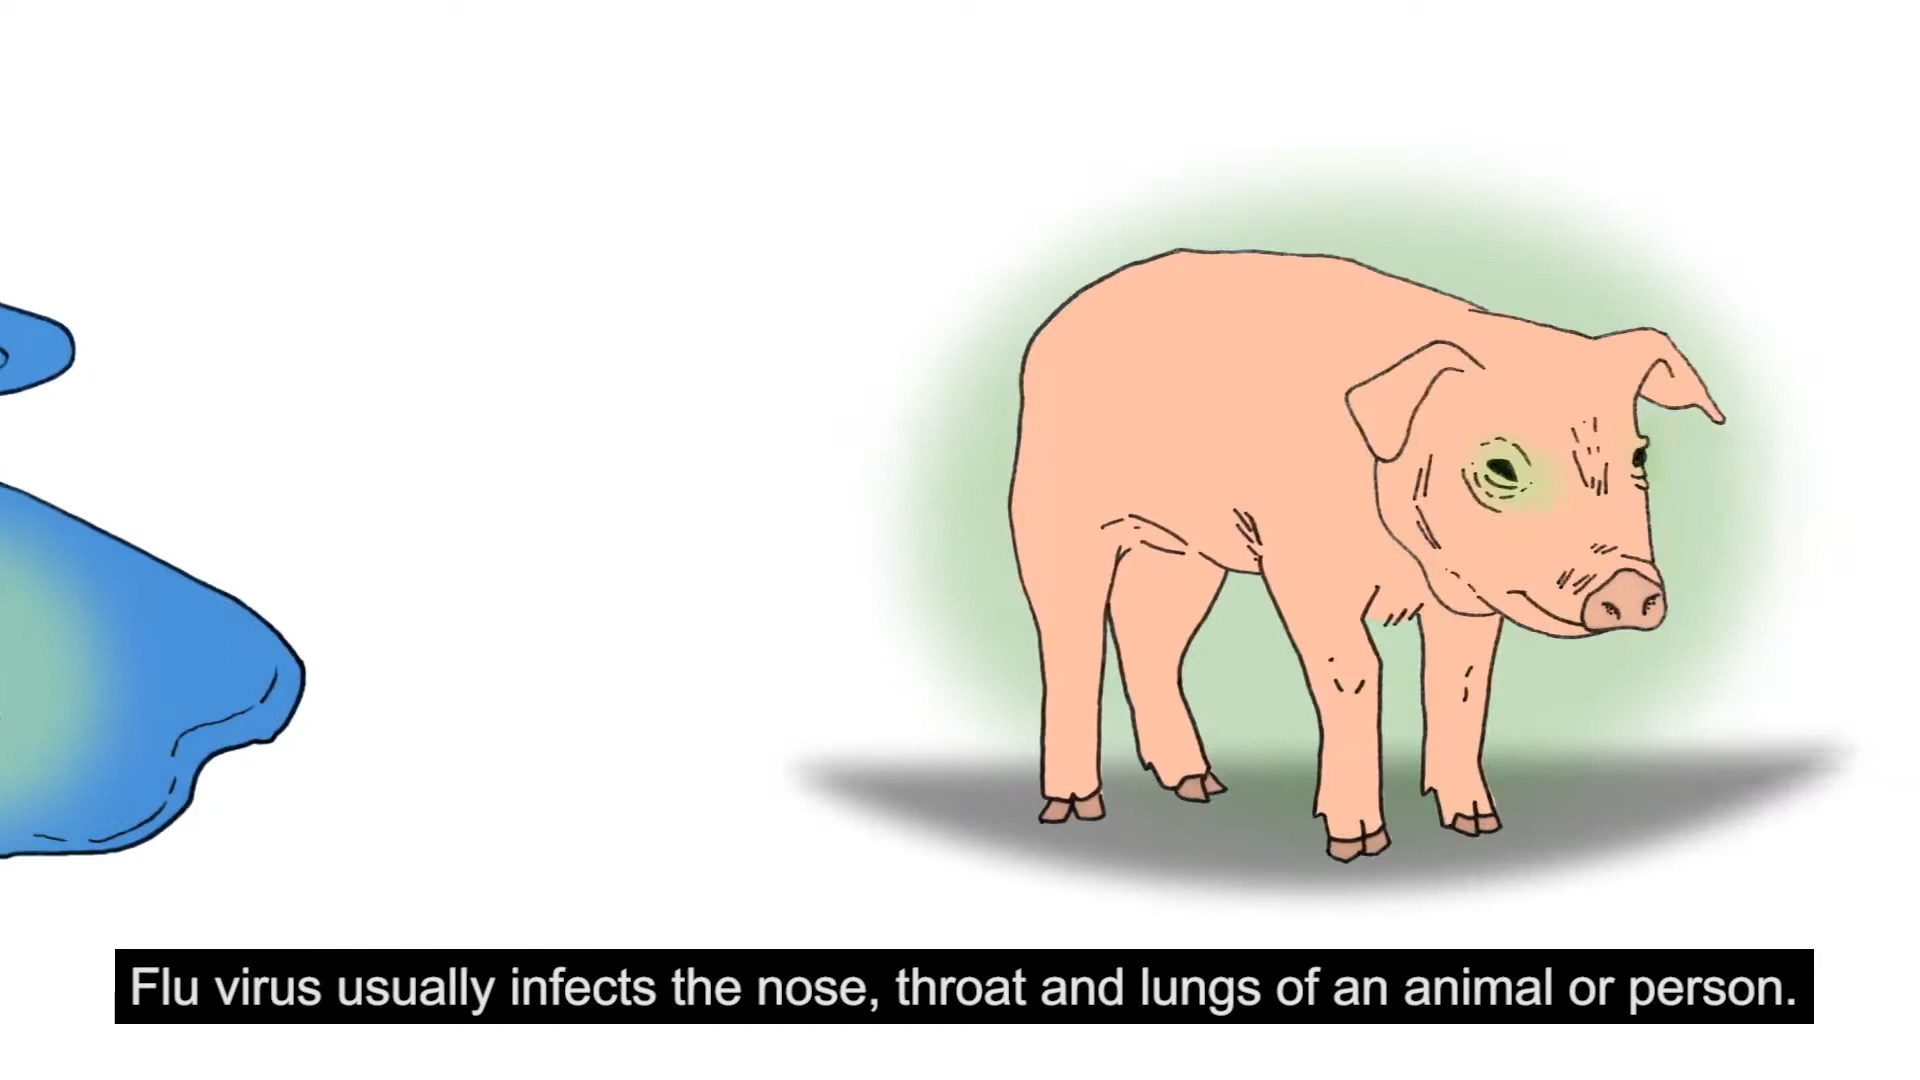 Flu virus usually infects the nose, throat and lungs of an animal or person.